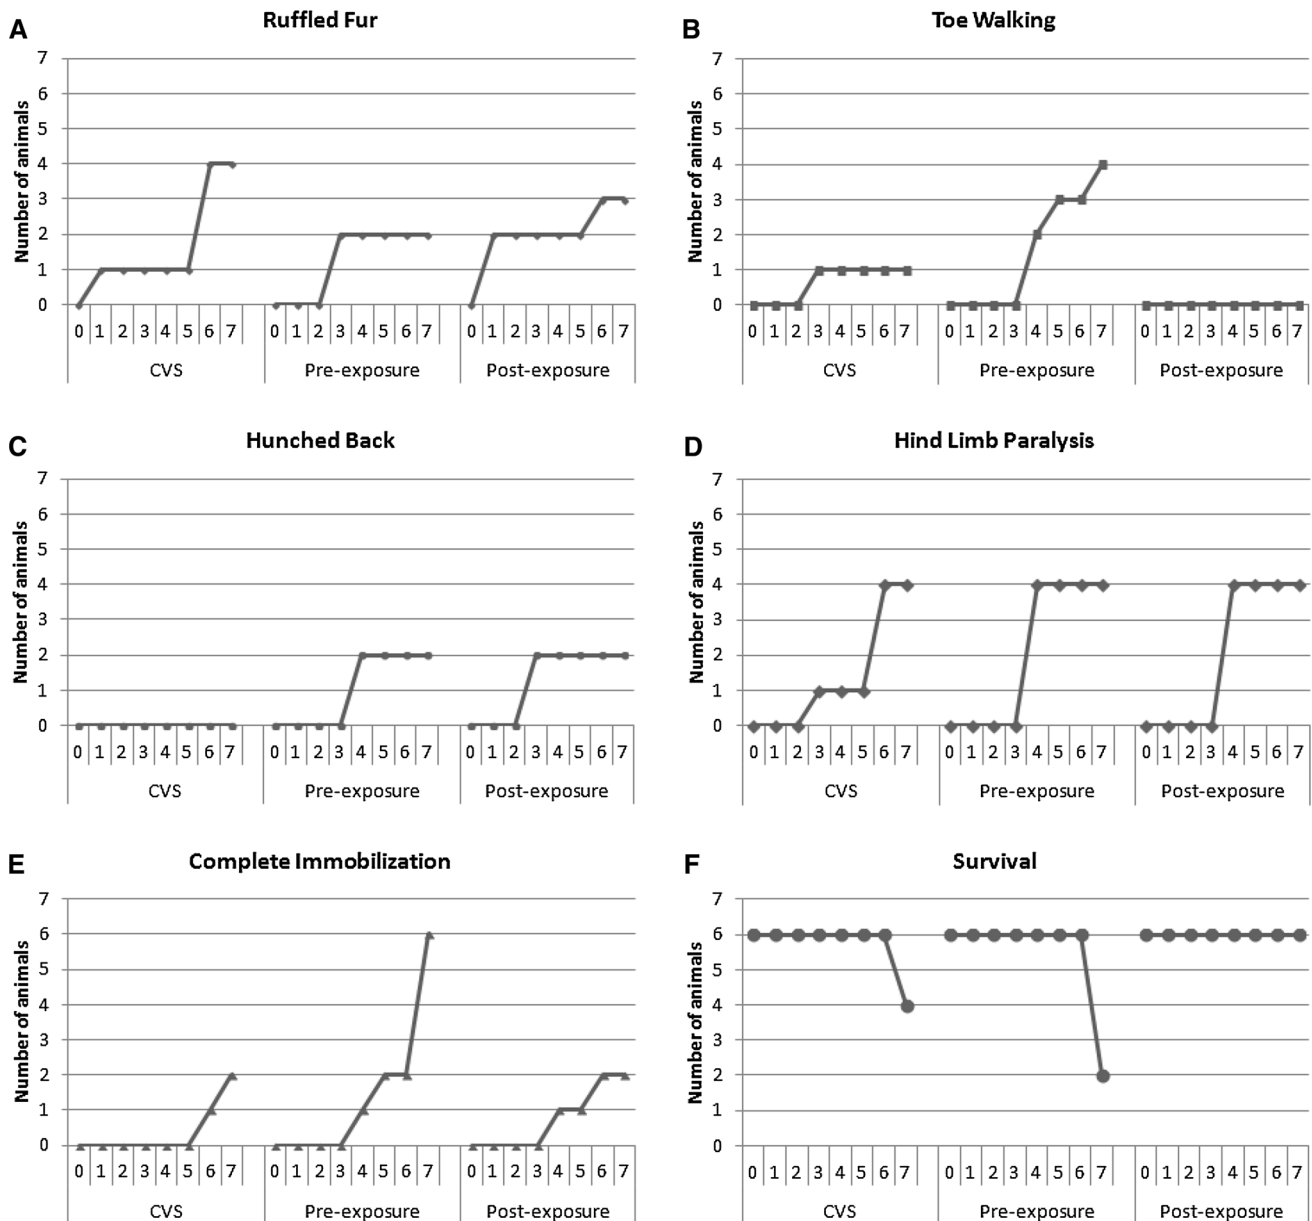 A
Ruffled Fur
Number of animals
7
6
5
4
3
2
1
0
0 1 2 3 4 5 6 7 0 1 2 3 4 5 6 7 0 1 2 3 4 5 6 7
CVS Pre-exposure Post-exposure
B
Toe Walking
Number of animals
7
6
5
4
3
2
1
0
0 1 2 3 4 5 6 7 0 1 2 3 4 5 6 7 0 1 2 3 4 5 6 7
CVS Pre-exposure Post-exposure
C
Hunched Back
Number of animals
7
6
5
4
3
2
1
0
0 1 2 3 4 5 6 7 0 1 2 3 4 5 6 7 0 1 2 3 4 5 6 7
CVS Pre-exposure Post-exposure
D
Hind Limb Paralysis
Number of animals
7
6
5
4
3
2
1
0
0 1 2 3 4 5 6 7 0 1 2 3 4 5 6 7 0 1 2 3 4 5 6 7
CVS Pre-exposure Post-exposure
E
Complete Immobilization
Number of animals
7
6
5
4
3
2
1
0
0 1 2 3 4 5 6 7 0 1 2 3 4 5 6 7 0 1 2 3 4 5 6 7
CVS Pre-exposure Post-exposure
F
Survival
Number of animals
7
6
5
4
3
2
1
0
0 1 2 3 4 5 6 7 0 1 2 3 4 5 6 7 0 1 2 3 4 5 6 7
CVS Pre-exposure Post-exposure